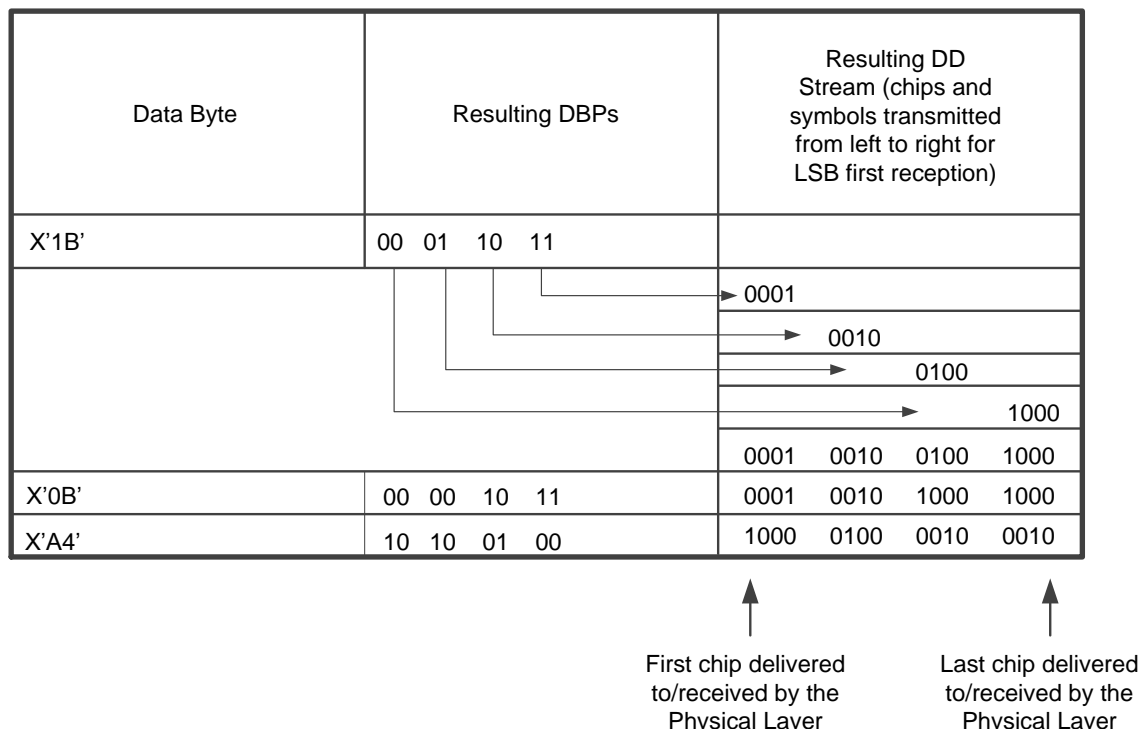 Data Byte
Resulting DBPs
Resulting DD
Stream (chips and
symbols transmitted
from left to right for
LSB first reception)
X’1B’ 00 01 10 11
0001
0010
0100
1000
0001 0010 0100 1000
X’0B’ 00 00 10 11 0001 0010 1000 1000
X’A4’ 10 10 01 00 1000 0100 0010 0010
First chip delivered
to/received by the
Physical Layer
Last chip delivered
to/received by the
Physical Layer